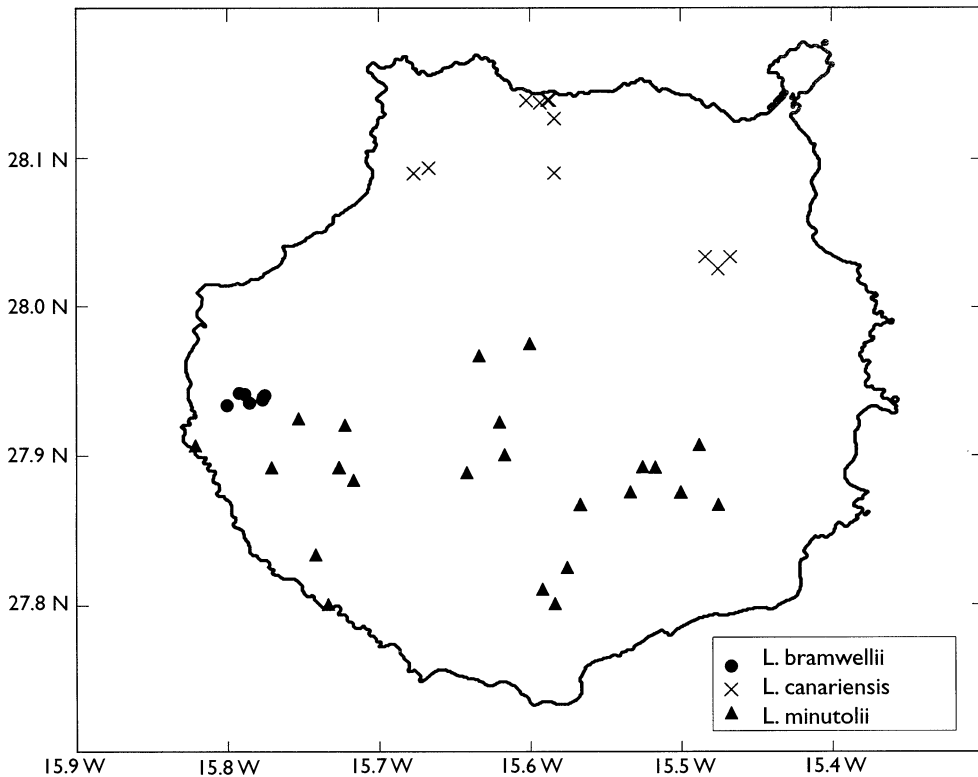 28.1 N
28.0 N
27.9 N
27.8 N
L. bramwellii
L. canariensis
L. minutolii
15.9 W 15.8 W 15.7 W 15.6 W 15.5 W 15.4 W